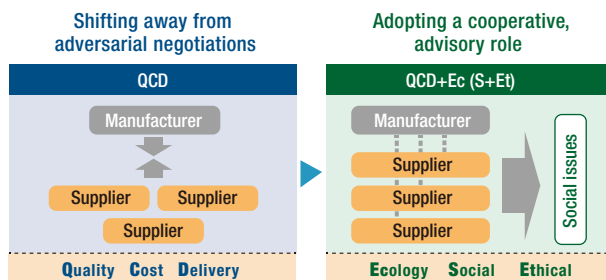 Shifting away from
adversarial negotiations
QCD
Manufacturer
Supplier
Supplier
Supplier
Quality Cost Delivery
Adopting a cooperative,
advisory role
QCD+Ec (S+Et)
Manufacturer
Supplier
Supplier
Supplier
Social issues
Ecology Social Ethical